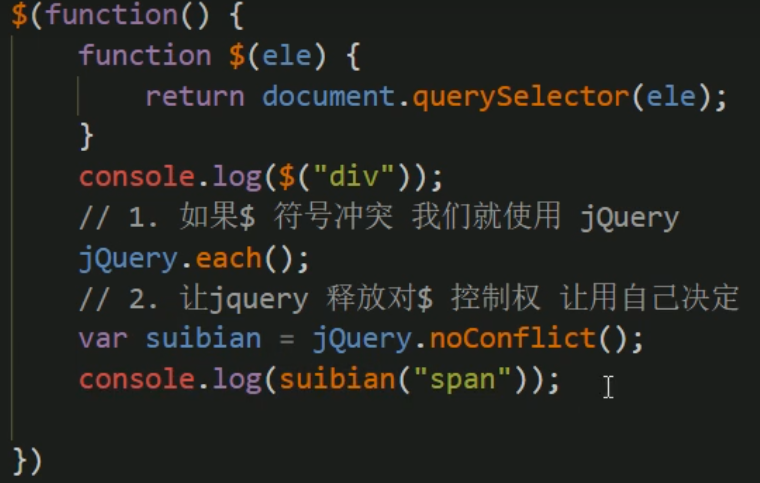 $(function() {
    function $(ele) {
        return document.querySelector(ele);
    }
    console.log($("div"));
    // 1. 如果$ 符号冲突 我们就使用 jQuery
    jQuery.each();
    // 2. 让jquery 释放对$ 控制权 让用自己决定
    var suibian = jQuery.noConflict();
    console.log(suibian("span"));
})